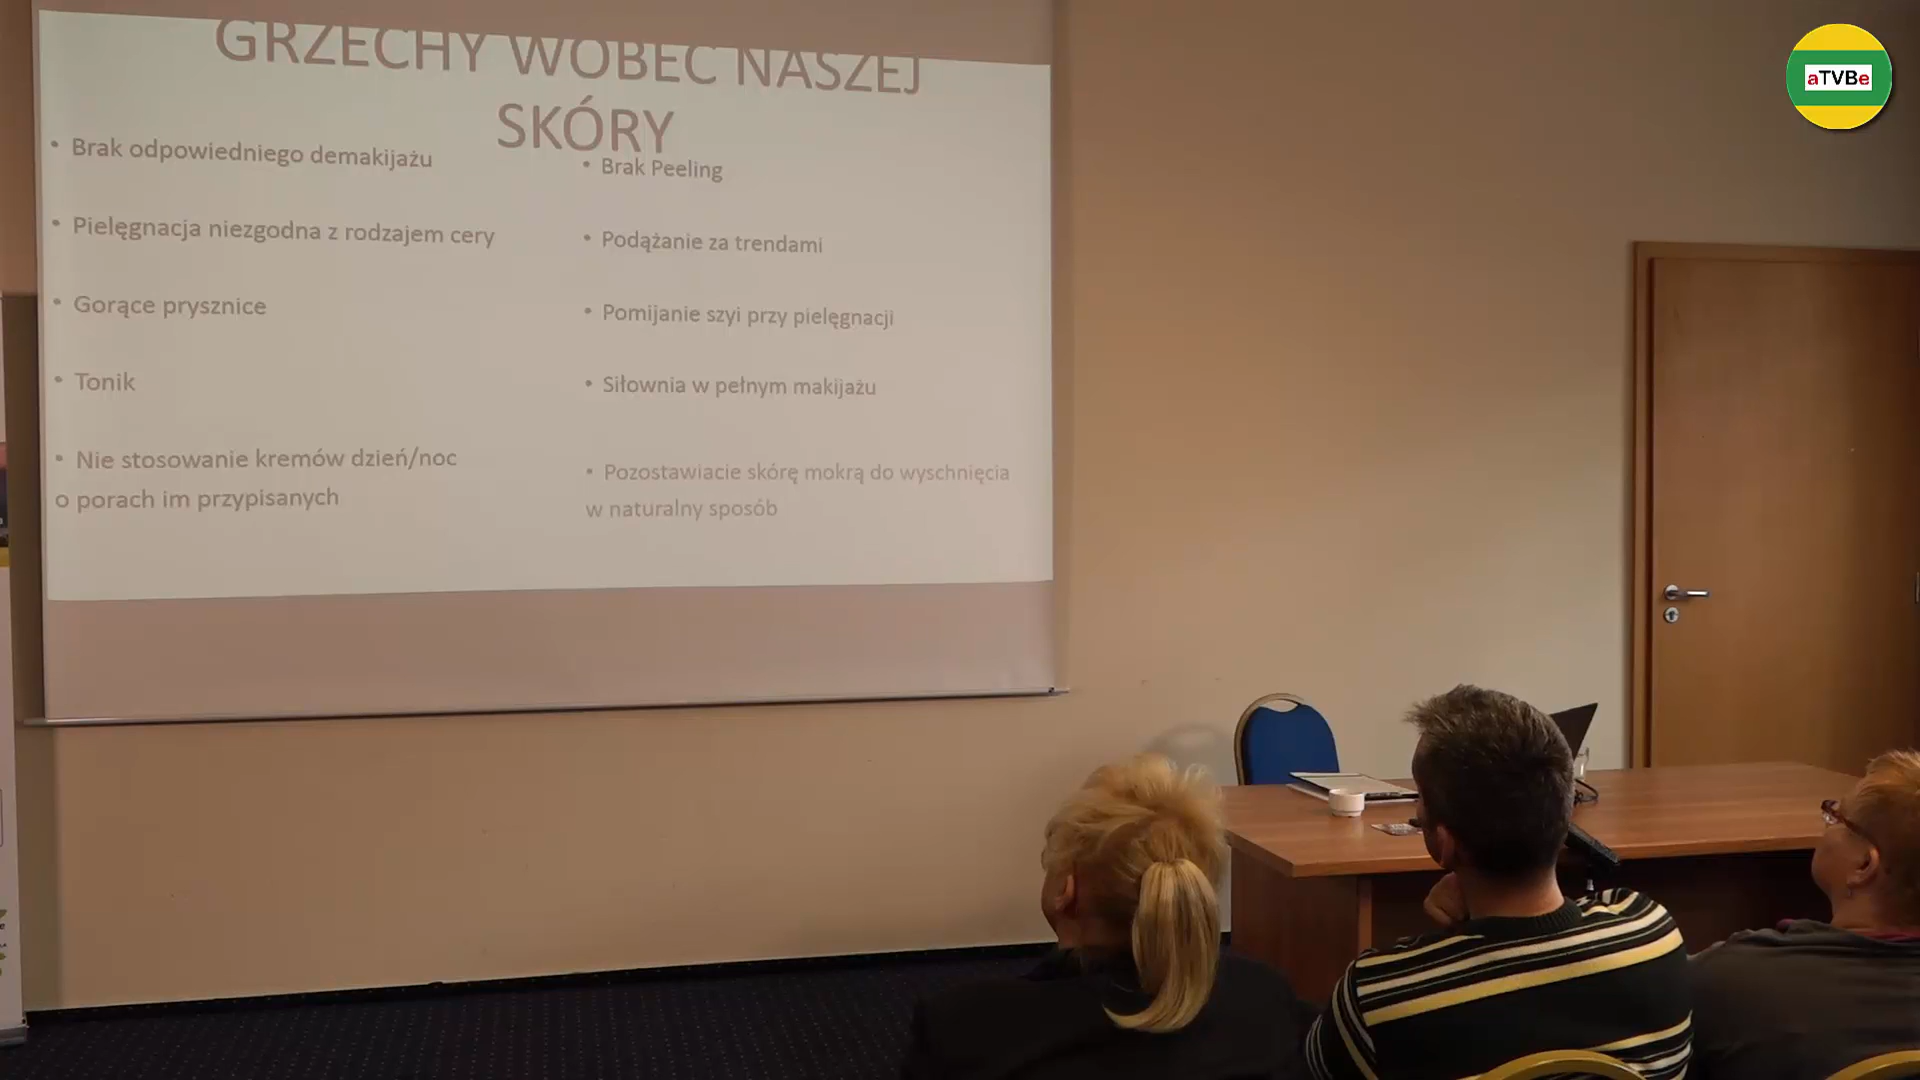 GRZECHY WOBEC NASZEJ
SKÓRY
• Brak odpowiedniego demakijażu
• Pielęgnacja niezgodna z rodzajem cery
• Gorące prysznice
• Tonik
• Nie stosowanie kremów dzień/noc
o porach im przypisanych
• Brak Peeling
• Podążanie za trendami
• Pomijanie szyi przy pielęgnacji
• Siłownia w pełnym makijażu
• Pozostawiacie skórę mokrą do wyschnięcia
w naturalny sposób
aTVBe